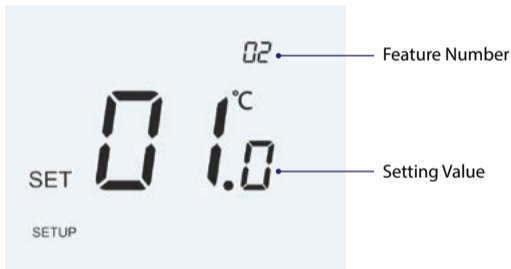 02
Feature Number
°C
SET 01.0
Setting Value
SETUP